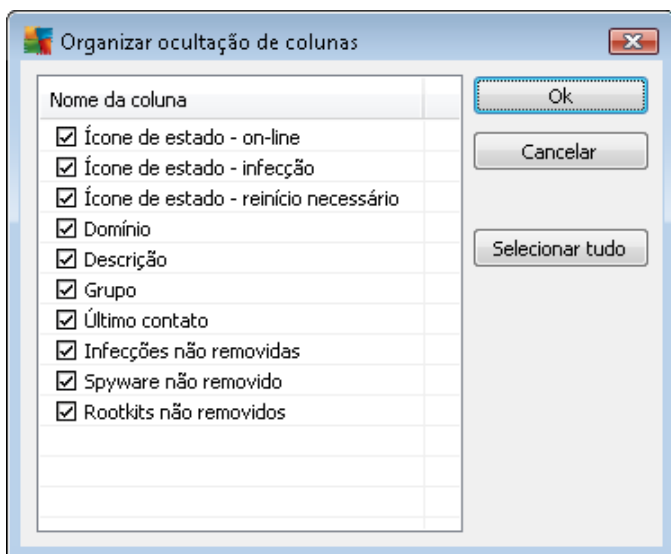 Organizar ocultação de colunas
Nome da coluna
Ícone de estado - on-line
Ícone de estado - infecção
Ícone de estado - reinício necessário
Domínio
Descrição
Grupo
Último contato
Infecções não removidas
Spyware não removido
Rootkits não removidos
Ok
Cancelar
Selecionar tudo